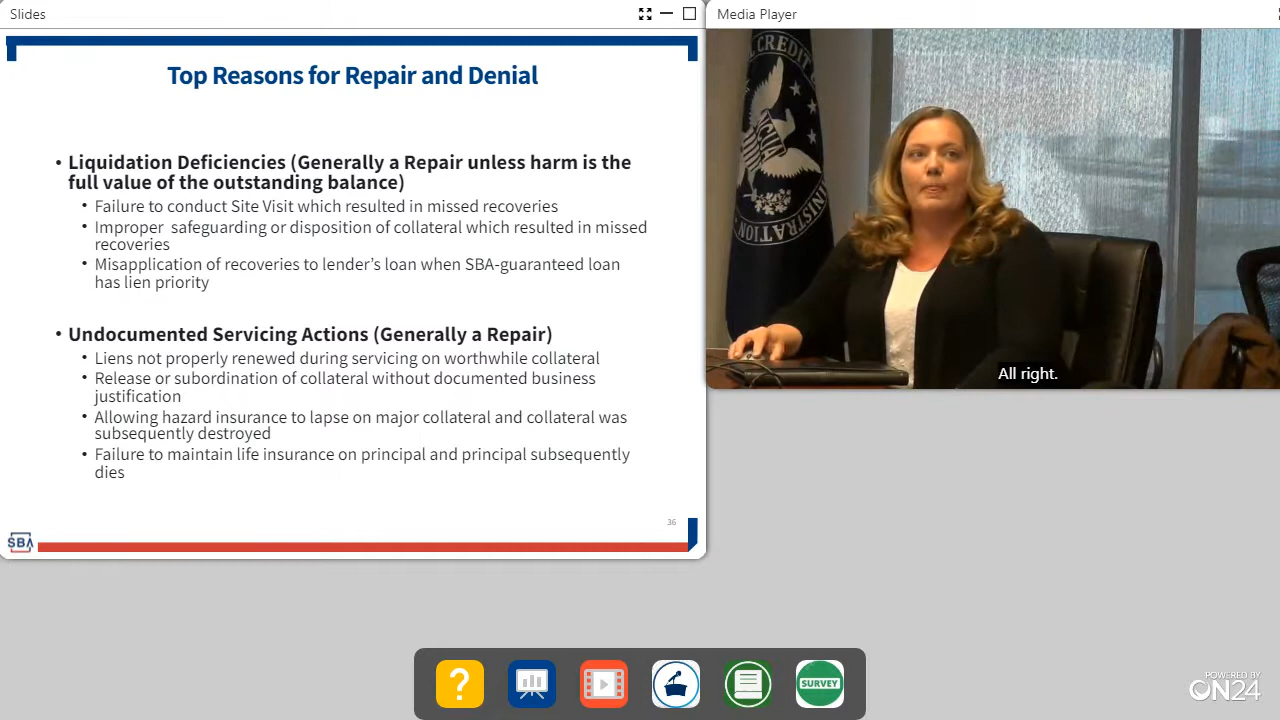 Slides
Media Player
Top Reasons for Repair and Denial
• Liquidation Deficiencies (Generally a Repair unless harm is the
full value of the outstanding balance)
• Failure to conduct Site Visit which resulted in missed recoveries
• Improper safeguarding or disposition of collateral which resulted in missed
recoveries
• Misapplication of recoveries to lender's loan when SBA-guaranteed loan
has lien priority
• Undocumented Servicing Actions (Generally a Repair)
• Liens not properly renewed during servicing on worthwhile collateral
• Release or subordination of collateral without documented business
justification
• Allowing hazard insurance to lapse on major collateral and collateral was
subsequently destroyed
• Failure to maintain life insurance on principal and principal subsequently
dies
36
SBA
CREDIT
NCUA
All right.
?
SURVEY
POWERED BY
ON24